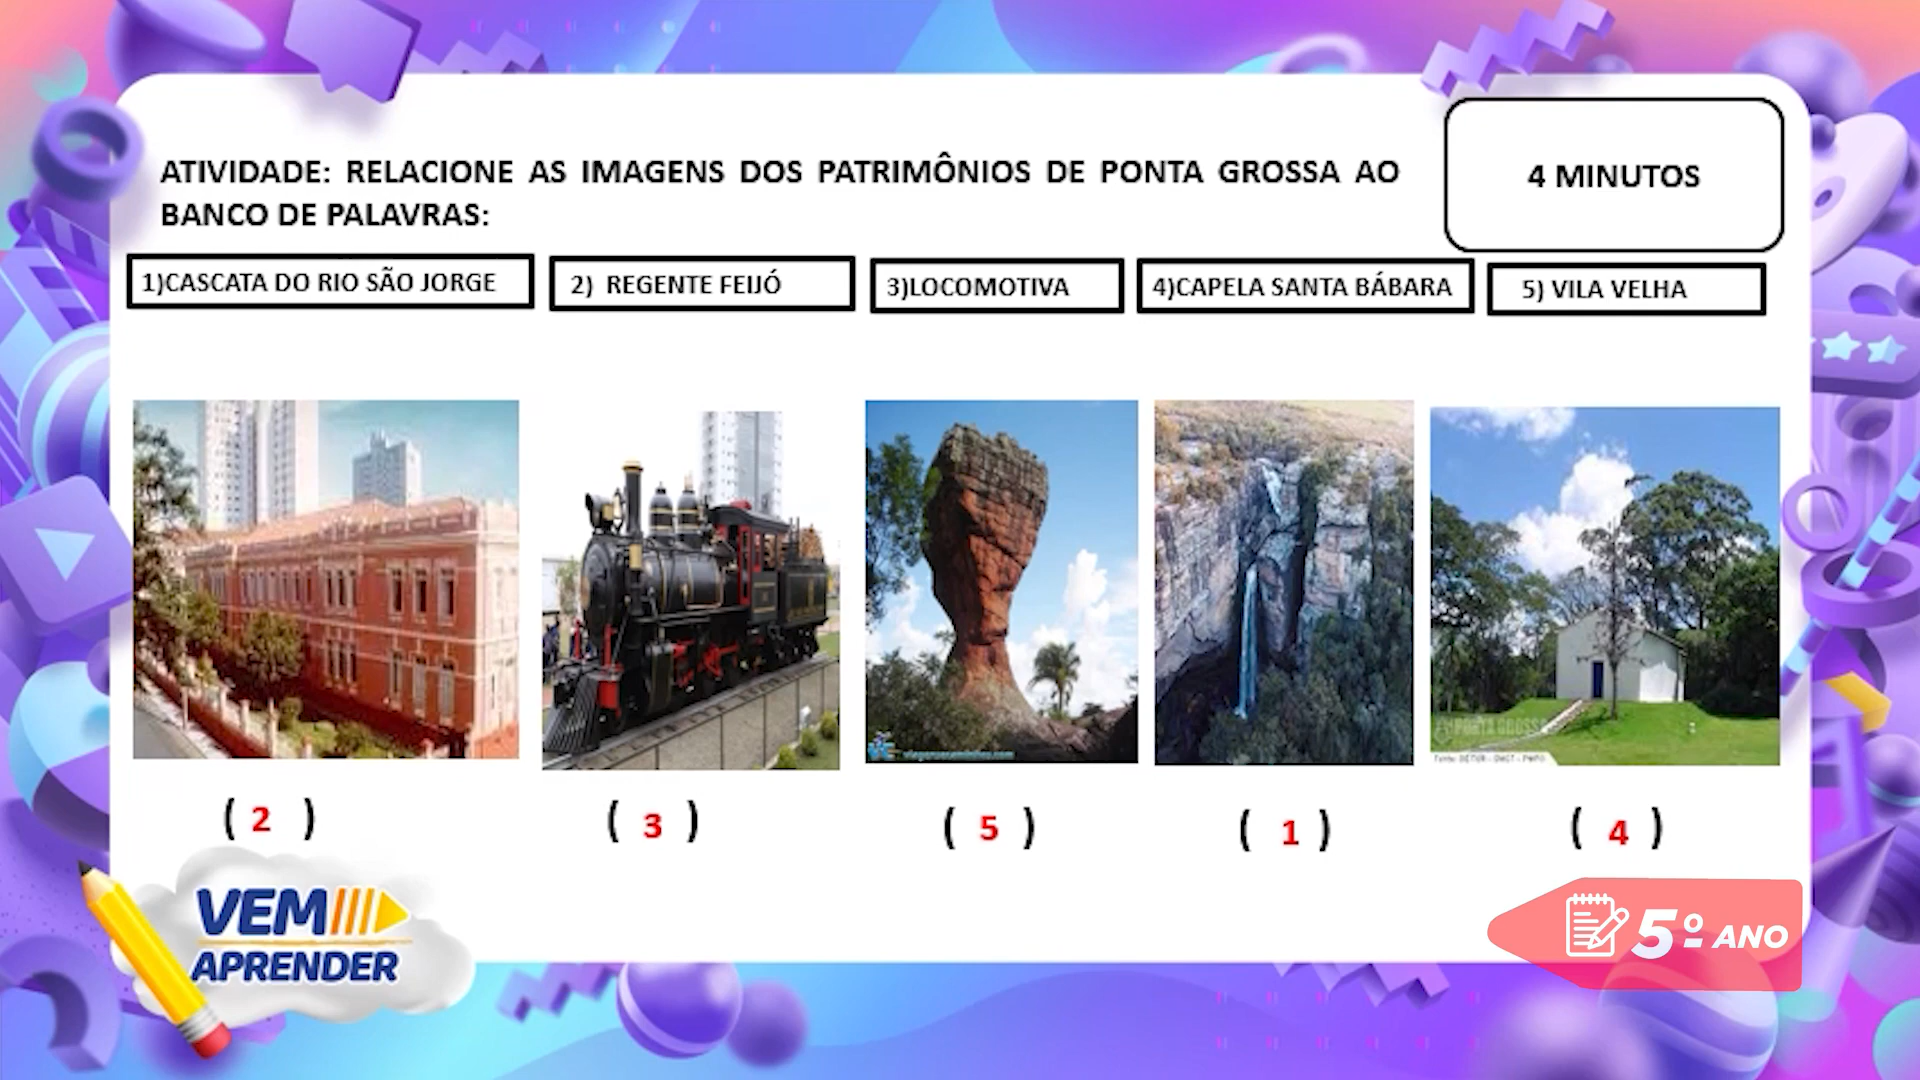 ATIVIDADE: RELACIONE AS IMAGENS DOS PATRIMÔNIOS DE PONTA GROSSA AO
BANCO DE PALAVRAS:
4 MINUTOS
1)CASCATA DO RIO SÃO JORGE
2) REGENTE FEIJÓ
3)LOCOMOTIVA
4)CAPELA SANTA BÁBARA
5) VILA VELHA
( 2 )
( 3 )
( 5 )
( 1 )
( 4 )
VEM
APRENDER
5º ANO